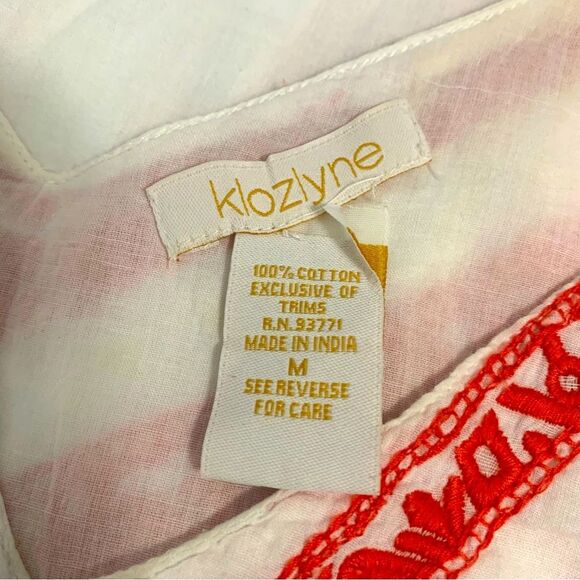 klozlyne
100% COTTON
EXCLUSIVE OF
TRIMS
R.N. 93771
MADE IN INDIA
M
SEE REVERSE
FOR CARE